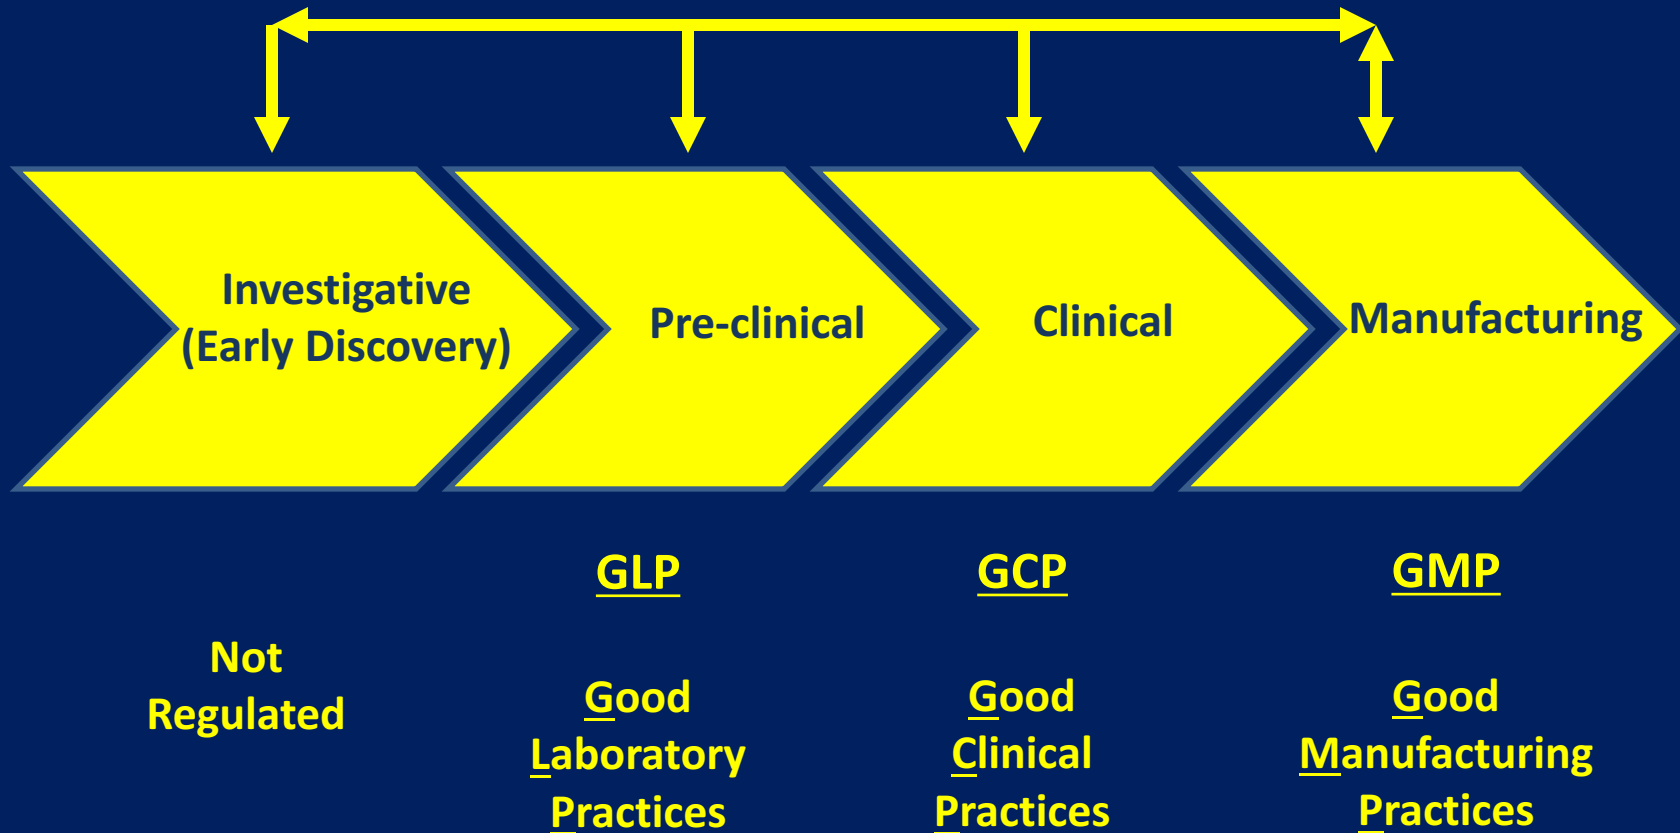 Investigative
(Early Discovery)
Pre-clinical
Clinical
Manufacturing
Not
Regulated
GLP
Good
Laboratory
Practices
GCP
Good
Clinical
Practices
GMP
Good
Manufacturing
Practices